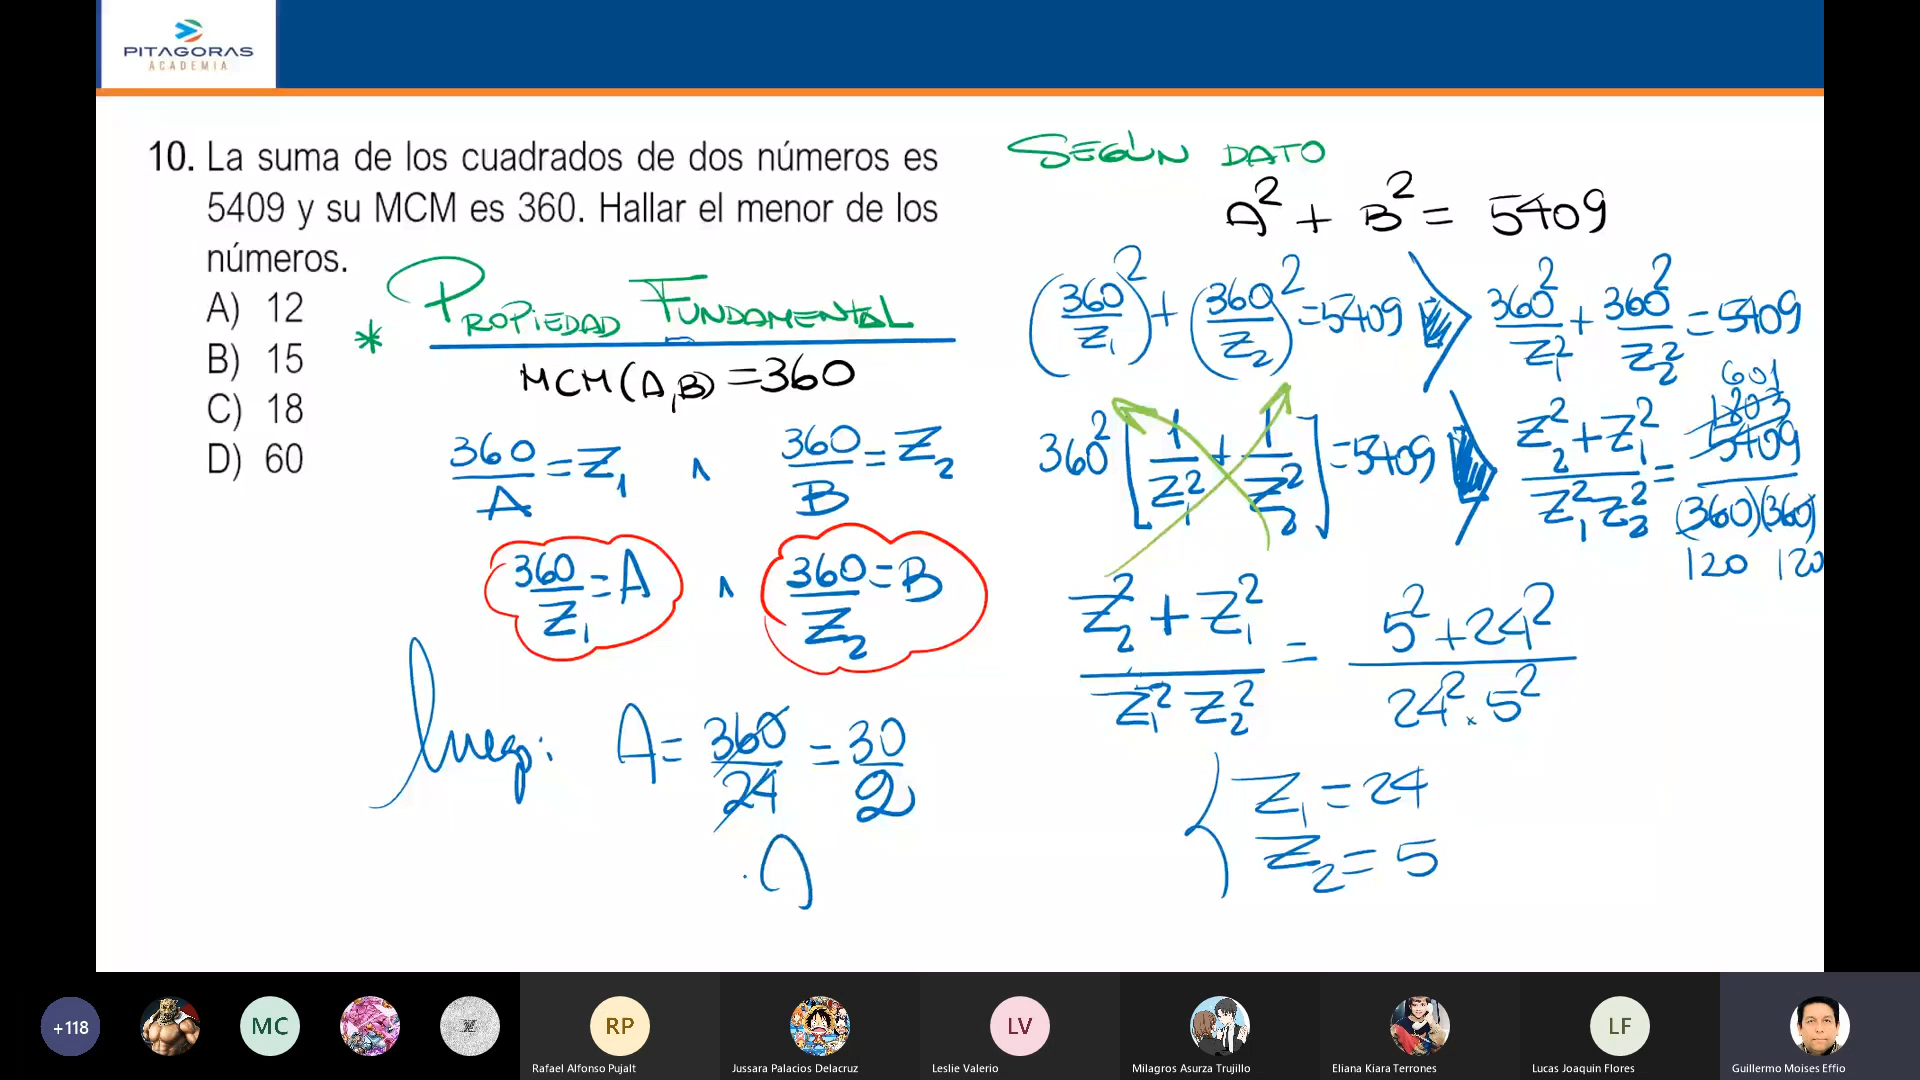 PITAGORAS
ACADEMIA
10. La suma de los cuadrados de dos números es
5409 y su MCM es 360. Hallar el menor de los
números.
A) 12
B) 15
C) 18
D) 60
* PROPIEDAD FUNDAMENTAL
MCM(A,B) = 360
360/A = Z₁ ∧ 360/B = Z₂
360/Z₁ = A ∧ 360/Z₂ = B
luego: A = 360/24 = 30/2
SEGÚN DATO
A² + B² = 5409
(360/Z₁)² + (360/Z₂)² = 5409
360²/Z₁² + 360²/Z₂² = 5409
360² [1/Z₁² + 1/Z₂²] = 5409
601
1803
Z₂² + Z₁² / Z₁² Z₂² = 5409 / (360)(360)
120 120
Z₂² + Z₁² / Z₁² Z₂² = 5² + 24² / 24² × 5²
Z₁ = 24
Z₂ = 5
+118
MC
RP
LV
LF
Rafael Alfonso Pujalt
Jussara Palacios Delacruz
Leslie Valerio
Milagros Asurza Trujillo
Eliana Kiara Terrones
Lucas Joaquin Flores
Guillermo Moises Effio